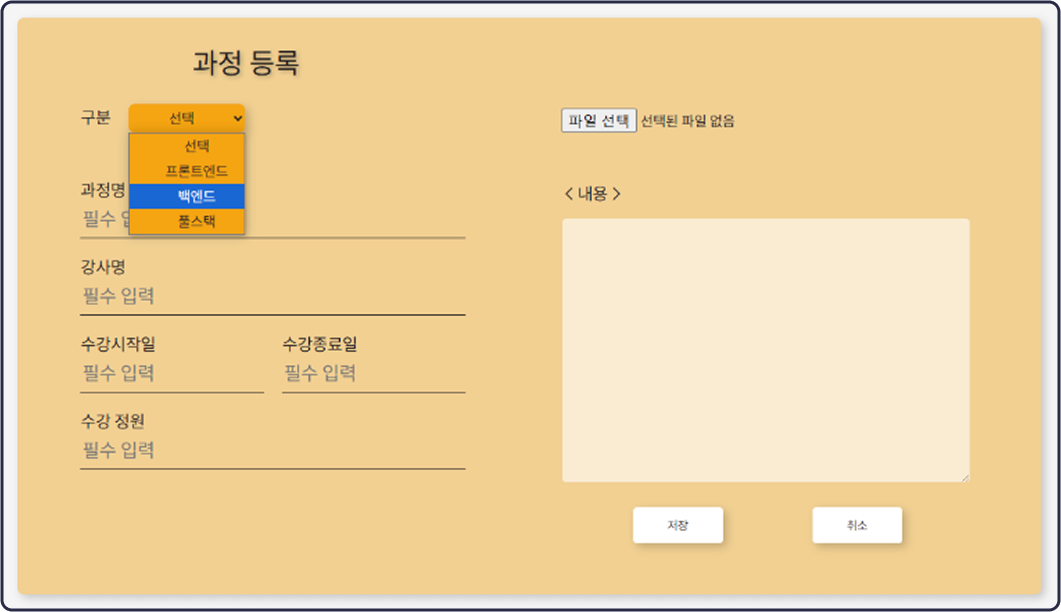 과정 등록
구분 선택
선택
프론트엔드
백엔드
풀스택
과정명
필수
강사명
필수 입력
수강시작일 수강종료일
필수 입력 필수 입력
수강 정원
필수 입력
파일 선택 선택된 파일 없음
< 내용 >
저장 취소